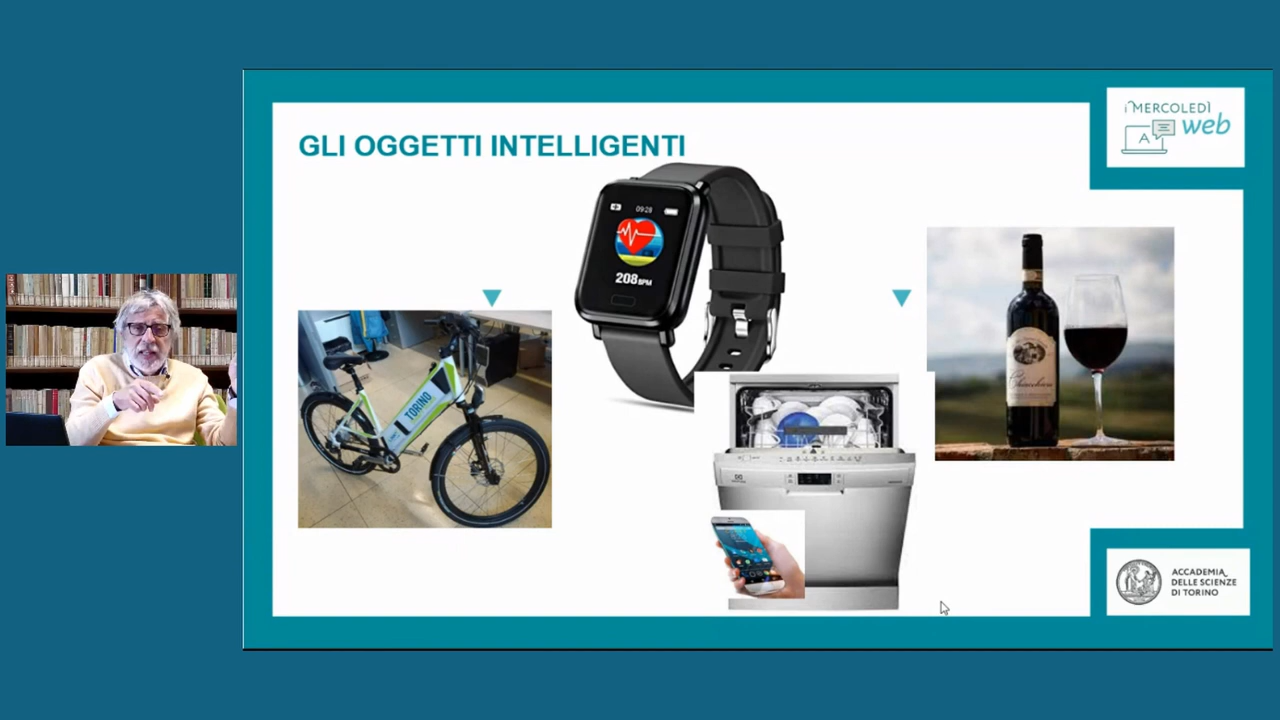 GLI OGGETTI INTELLIGENTI
i MERCOLEDÌ
A
web
09:28
208 BPM
TORINO
ACCADEMIA
DELLE SCIENZE
DI TORINO